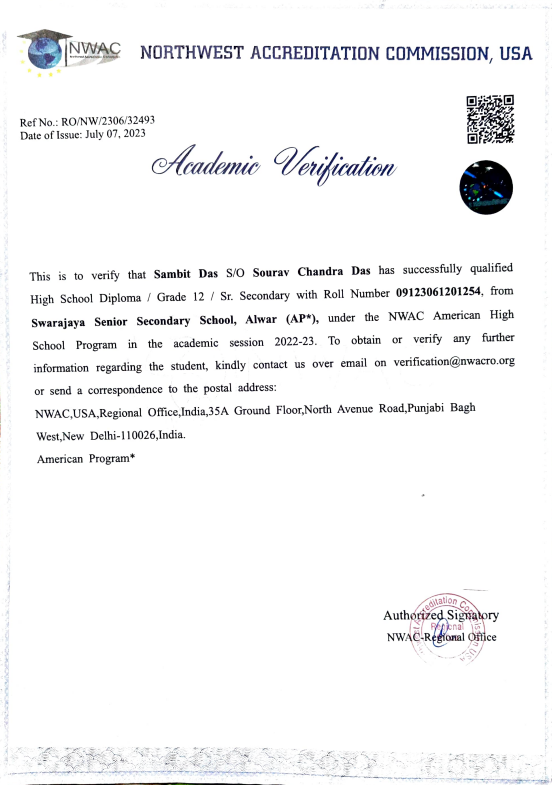 NWAC
NORTHWEST ACCREDITATION COMMISSION, USA
Ref No.: RO/NW/2306/32493
Date of Issue: July 07, 2023
Academic Verification
This is to verify that Sambit Das S/O Sourav Chandra Das has successfully qualified
High School Diploma / Grade 12 / Sr. Secondary with Roll Number 09123061201254, from
Swarajaya Senior Secondary School, Alwar (AP*), under the NWAC American High
School Program in the academic session 2022-23. To obtain or verify any further
information regarding the student, kindly contact us over email on verification@nwacro.org
or send a correspondence to the postal address:
NWAC,USA,Regional Office,India,35A Ground Floor,North Avenue Road,Punjabi Bagh
West,New Delhi-110026,India.
American Program*
Authorized Signatory
NWAC-Regional Office
Accreditation Commission USA
Regional